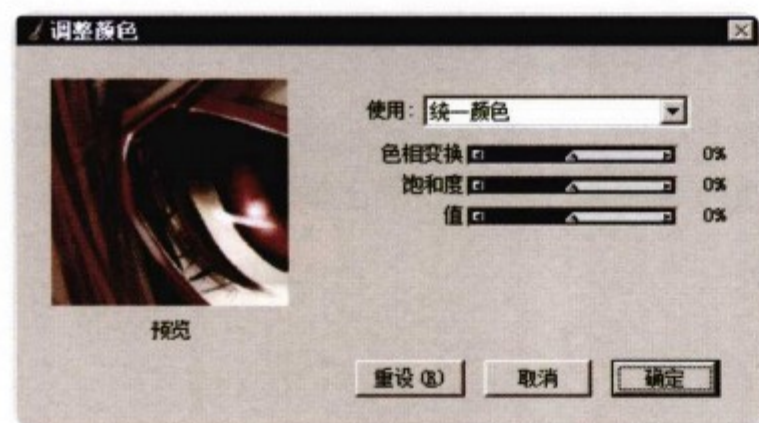 调整颜色
使用: 统一颜色
色相变换 0%
饱和度 0%
值 0%
预览
重设(R) 取消 确定